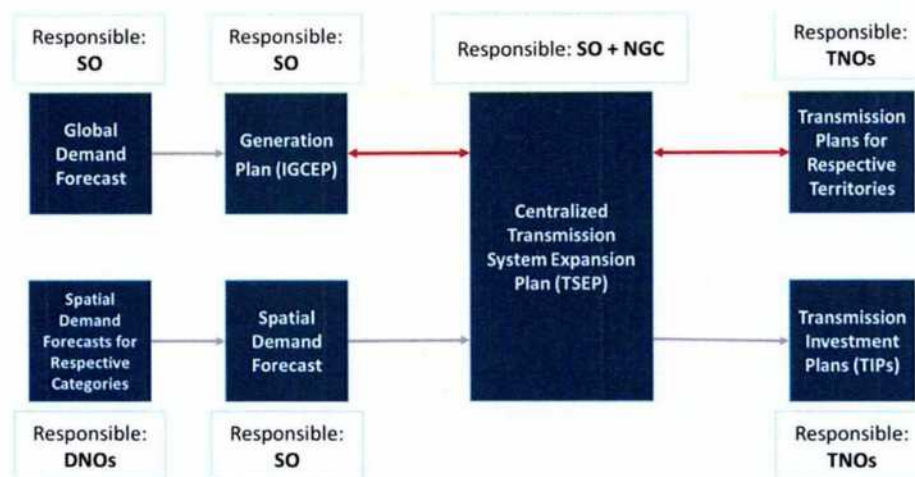 Responsible:
SO
Responsible:
SO
Responsible: SO + NGC
Responsible:
TNOs
Global
Demand
Forecast
Generation
Plan (IGCEP)
Centralized
Transmission
System Expansion
Plan (TSEP)
Transmission
Plans for
Respective
Territories
Spatial
Demand
Forecasts for
Respective
Categories
Spatial
Demand
Forecast
Transmission
Investment
Plans (TIPs)
Responsible:
DNOs
Responsible:
SO
Responsible:
TNOs